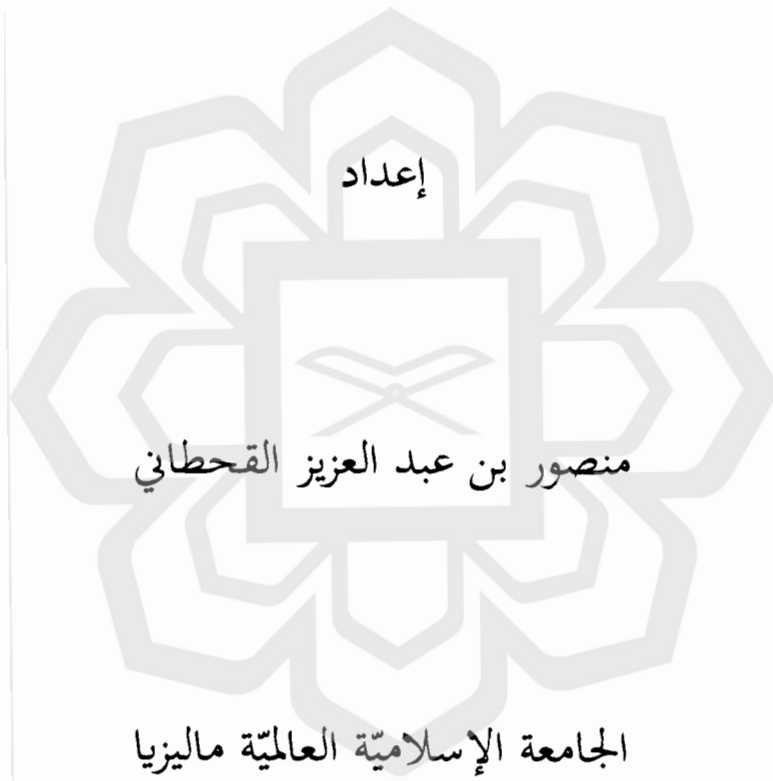 إعداد
منصور بن عبد العزيز القحطاني
الجامعة الإسلاميّة العالميّة ماليزيا